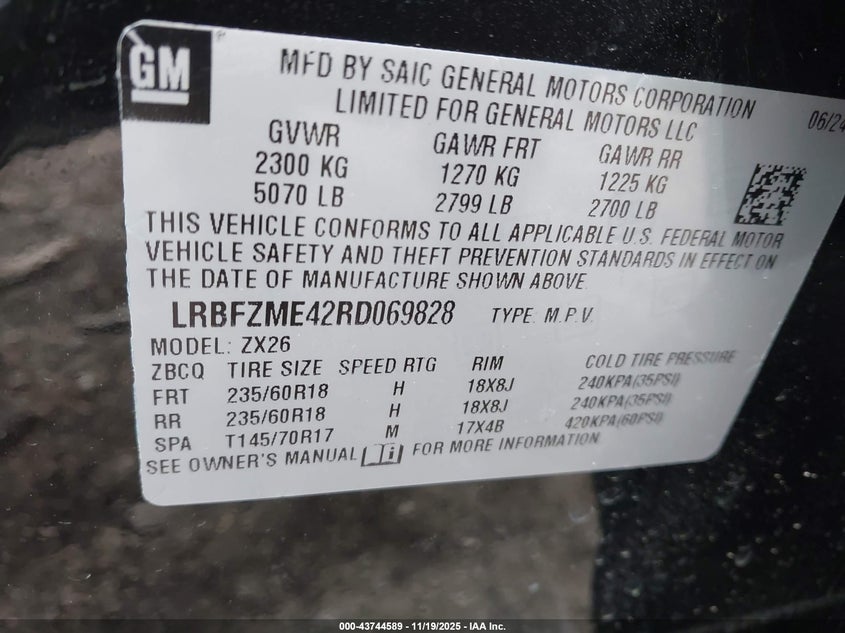 GM
MFD BY SAIC GENERAL MOTORS CORPORATION
LIMITED FOR GENERAL MOTORS LLC
06/24
GVWR GAWR FRT GAWR RR
2300 KG 1270 KG 1225 KG
5070 LB 2799 LB 2700 LB
THIS VEHICLE CONFORMS TO ALL APPLICABLE U.S. FEDERAL MOTOR
VEHICLE SAFETY AND THEFT PREVENTION STANDARDS IN EFFECT ON
THE DATE OF MANUFACTURE SHOWN ABOVE.
LRBFZME42RD069828 TYPE: M.P.V.
MODEL: ZX26
ZBCQ TIRE SIZE SPEED RTG RIM COLD TIRE PRESSURE
FRT 235/60R18 H 18X8J 240KPA(35PSI)
RR 235/60R18 H 18X8J 240KPA(35PSI)
SPA T145/70R17 M 17X4B 420KPA(60PSI)
SEE OWNER'S MANUAL FOR MORE INFORMATION.
000-43744589 - 11/19/2025 - IAA Inc.